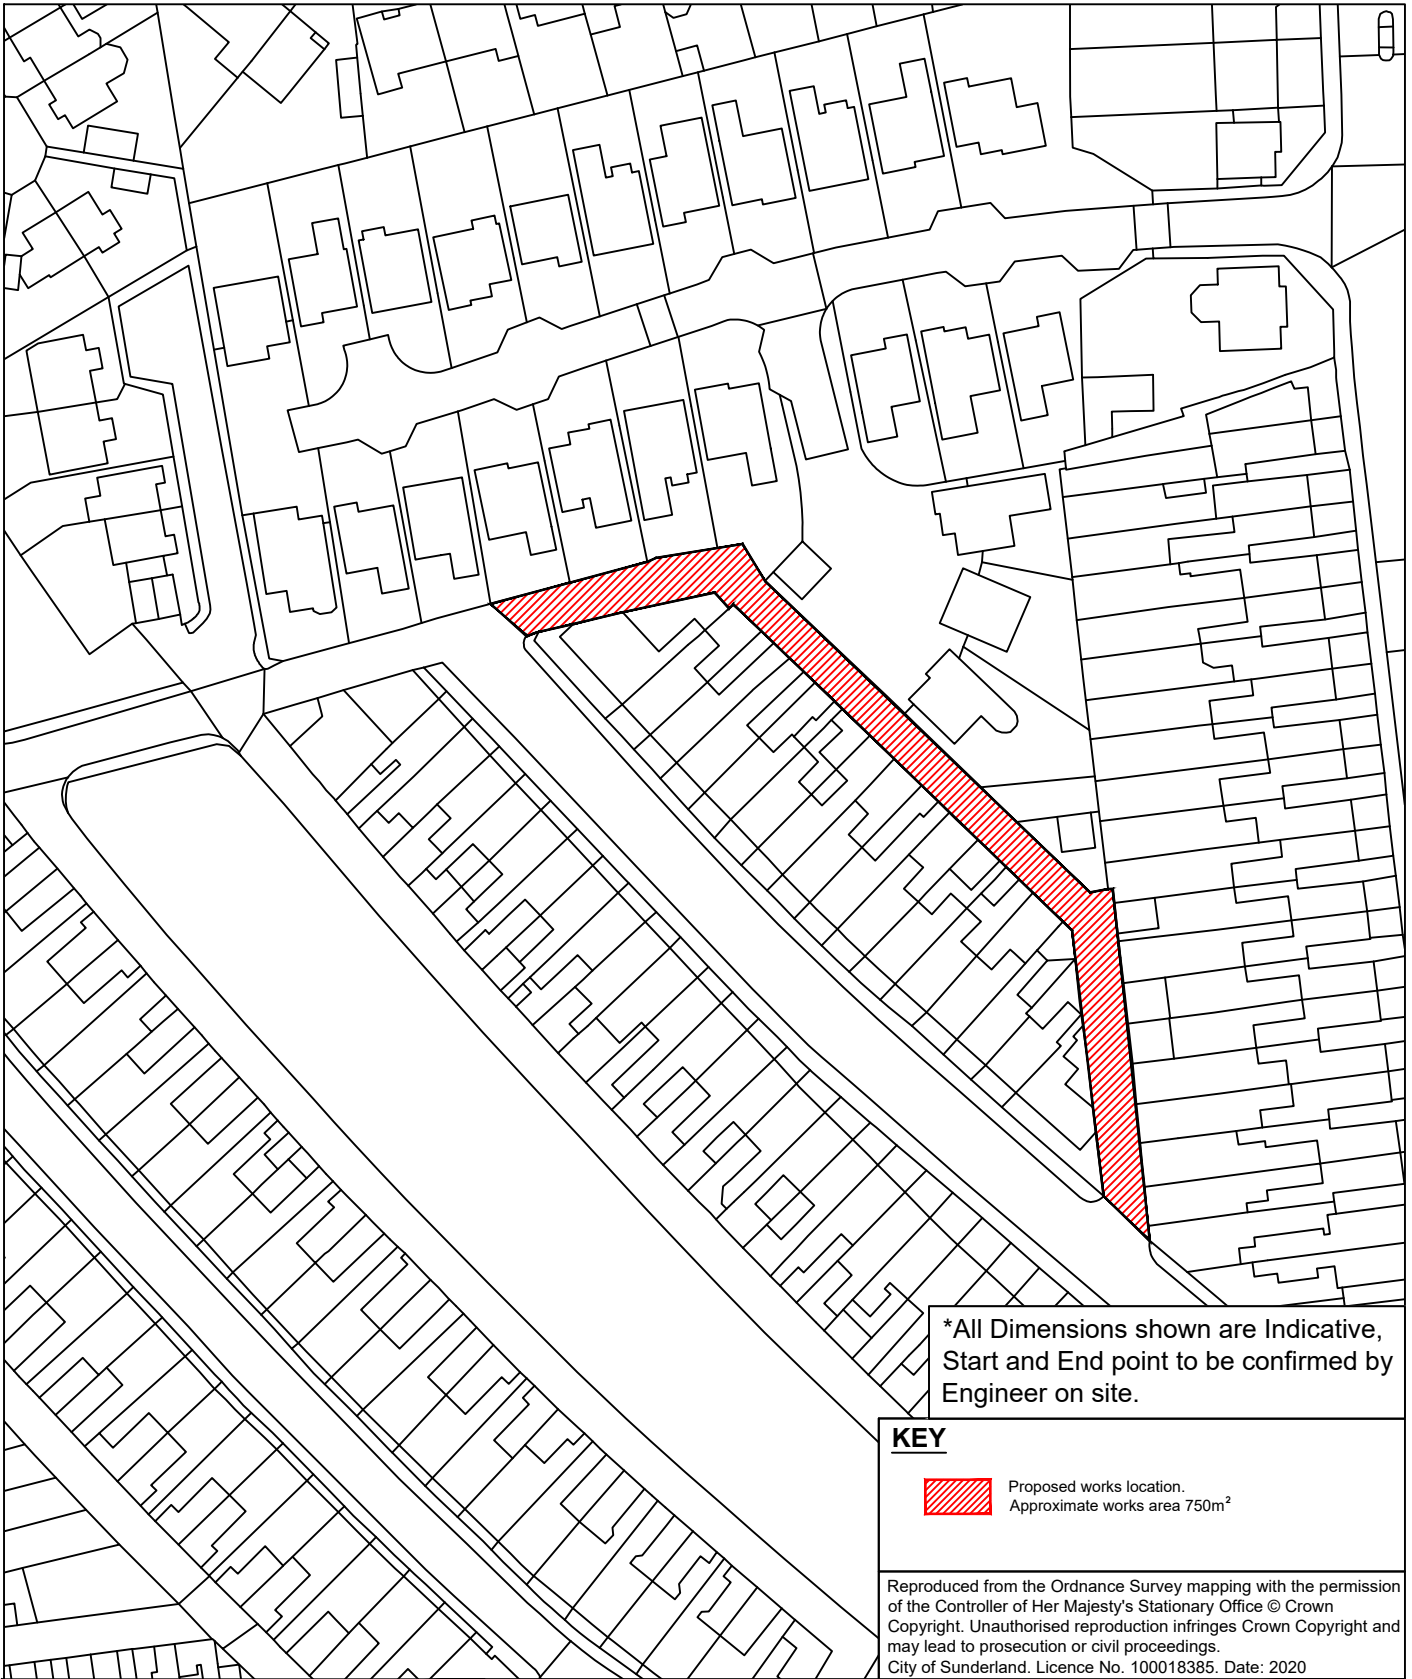 *All Dimensions shown are Indicative,
Start and End point to be confirmed by
Engineer on site.
KEY
Proposed works location.
Approximate works area 750m²
Reproduced from the Ordnance Survey mapping with the permission
of the Controller of Her Majesty's Stationary Office © Crown
Copyright. Unauthorised reproduction infringes Crown Copyright and
may lead to prosecution or civil proceedings.
City of Sunderland. Licence No. 100018385. Date: 2020